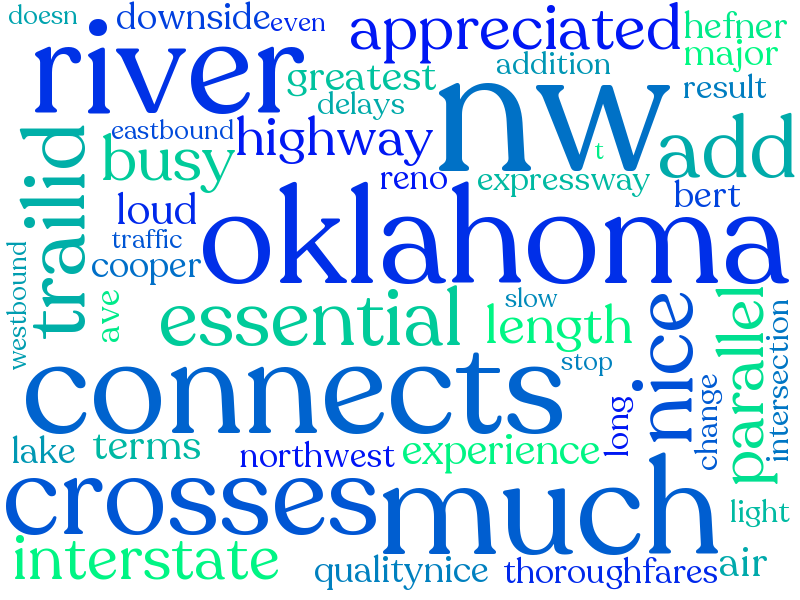 doesn
downside
even
appreciated
hefner
major
river
greatest
addition
result
delays
nw
eastbound
highway
busy
t
add
trailid
reno
expressway
bert
loud
oklahoma
traffic
cooper
westbound
ave
essential
slow
length
nice
parallel
intersection
connects
stop
change
long
lake
terms
northwest
experience
crosses
much
light
interstate
qualitynice
thoroughfares
air